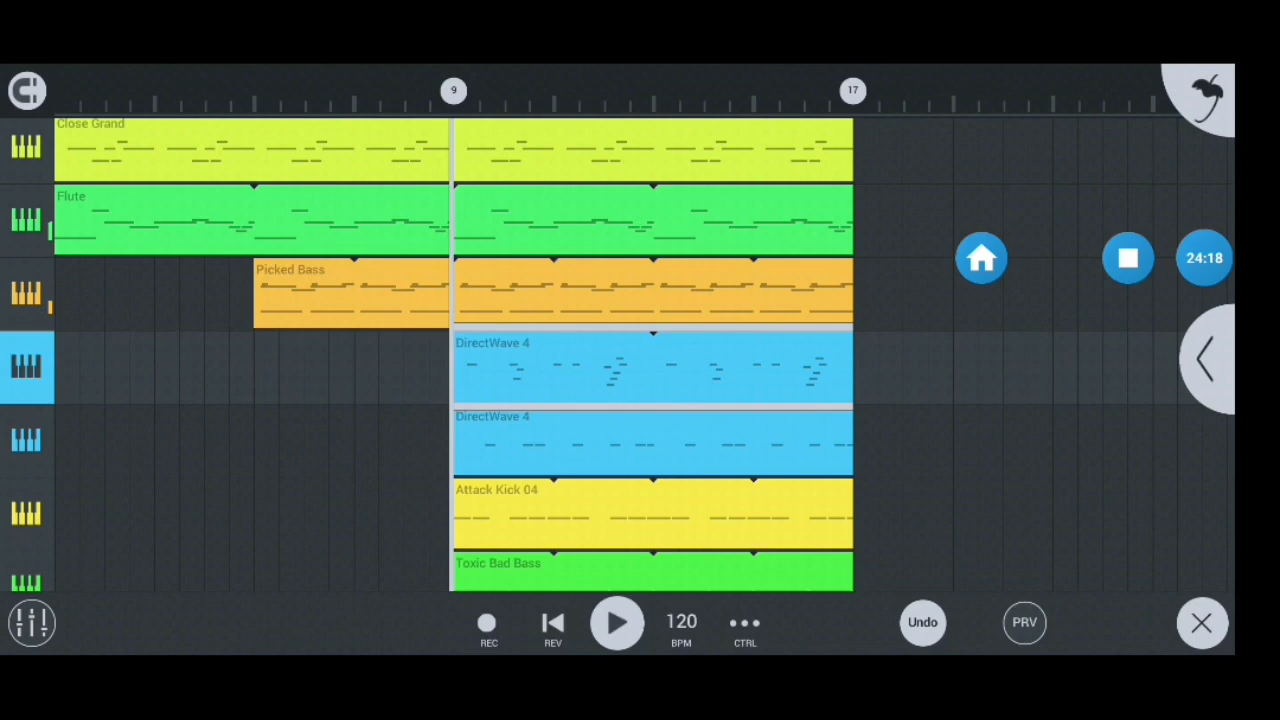 9
17
Close Grand
Flute
24:18
Picked Bass
DirectWave 4
DirectWave 4
Attack Kick 04
Toxic Bad Bass
120
Undo
PRV
REC
REV
BPM
CTRL